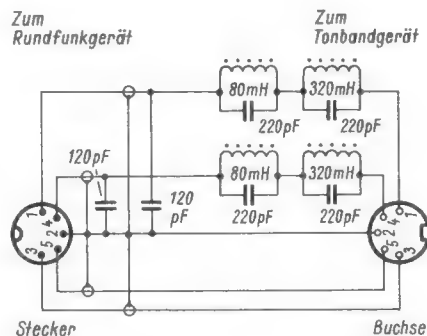 Zum
Rundfunkgerät
Zum
Tonbandgerät
80mH
320mH
220pF
220pF
120pF
80mH
320mH
120
pF
220pF
220pF
1
4
2
5
3
4
1
2
5
3
Stecker
Buchse